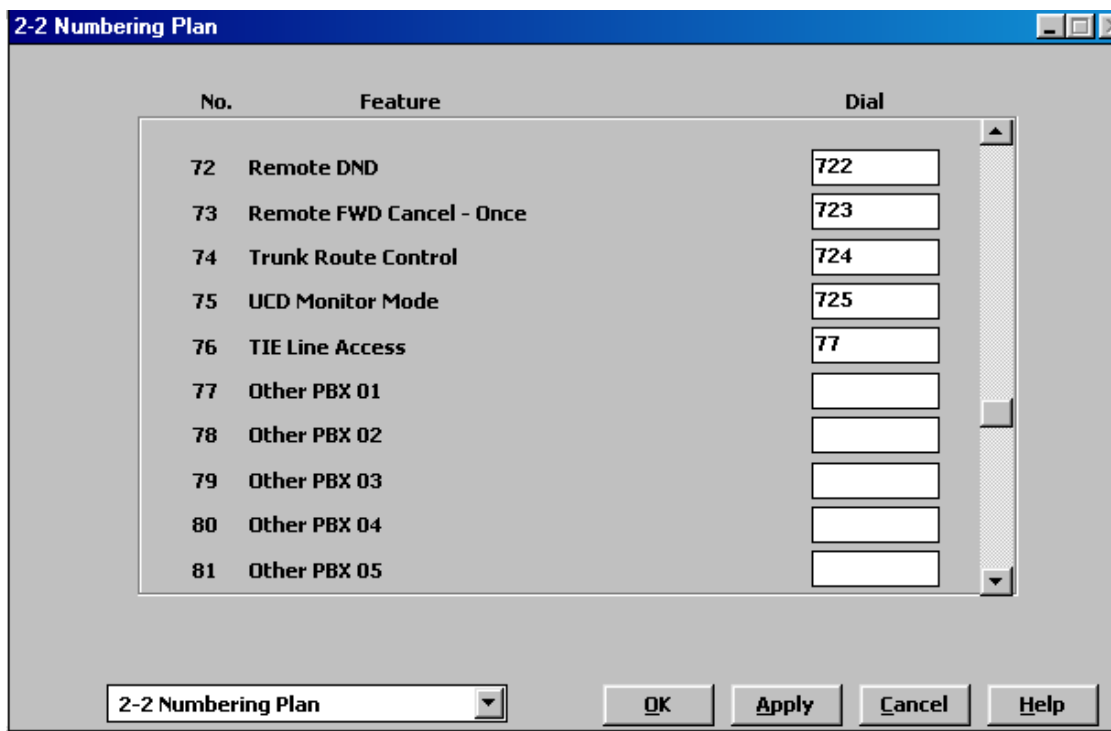 2-2 Numbering Plan
No. Feature Dial
72 Remote DND 722
73 Remote FWD Cancel - Once 723
74 Trunk Route Control 724
75 UCD Monitor Mode 725
76 TIE Line Access 77
77 Other PBX 01
78 Other PBX 02
79 Other PBX 03
80 Other PBX 04
81 Other PBX 05
2-2 Numbering Plan OK Apply Cancel Help